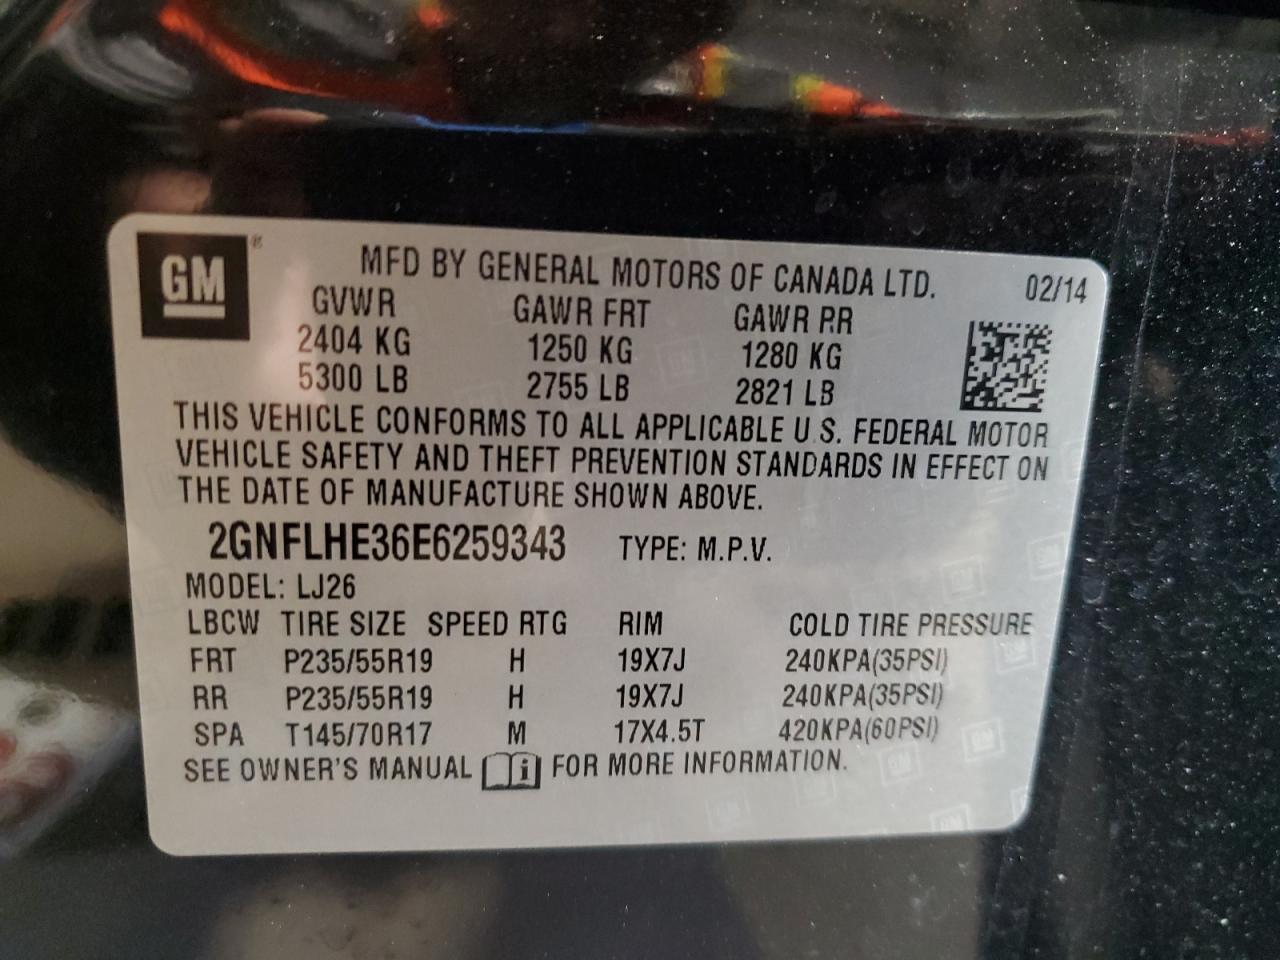 GM ®
MFD BY GENERAL MOTORS OF CANADA LTD. 02/14
GVWR GAWR FRT GAWR RR
2404 KG 1250 KG 1280 KG
5300 LB 2755 LB 2821 LB
THIS VEHICLE CONFORMS TO ALL APPLICABLE U.S. FEDERAL MOTOR
VEHICLE SAFETY AND THEFT PREVENTION STANDARDS IN EFFECT ON
THE DATE OF MANUFACTURE SHOWN ABOVE.
2GNFLHE36E6259343 TYPE: M.P.V.
MODEL: LJ26
LBCW TIRE SIZE SPEED RTG RIM COLD TIRE PRESSURE
FRT P235/55R19 H 19X7J 240KPA(35PSI)
RR P235/55R19 H 19X7J 240KPA(35PSI)
SPA T145/70R17 M 17X4.5T 420KPA(60PSI)
SEE OWNER'S MANUAL i FOR MORE INFORMATION.